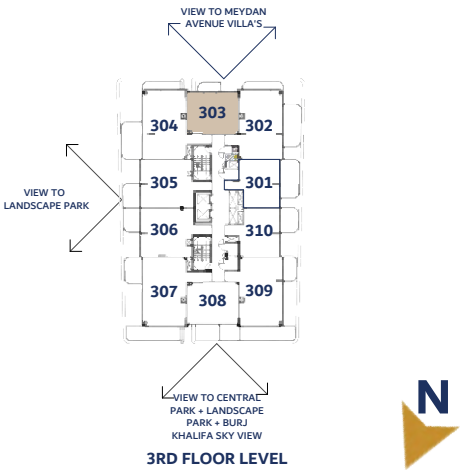 VIEW TO MEYDAN
AVENUE VILLA'S
303
304
302
305
301
VIEW TO
LANDSCAPE PARK
306
310
307
309
308
VIEW TO CENTRAL
PARK + LANDSCAPE
PARK + BURJ
KHALIFA SKY VIEW
3RD FLOOR LEVEL
N